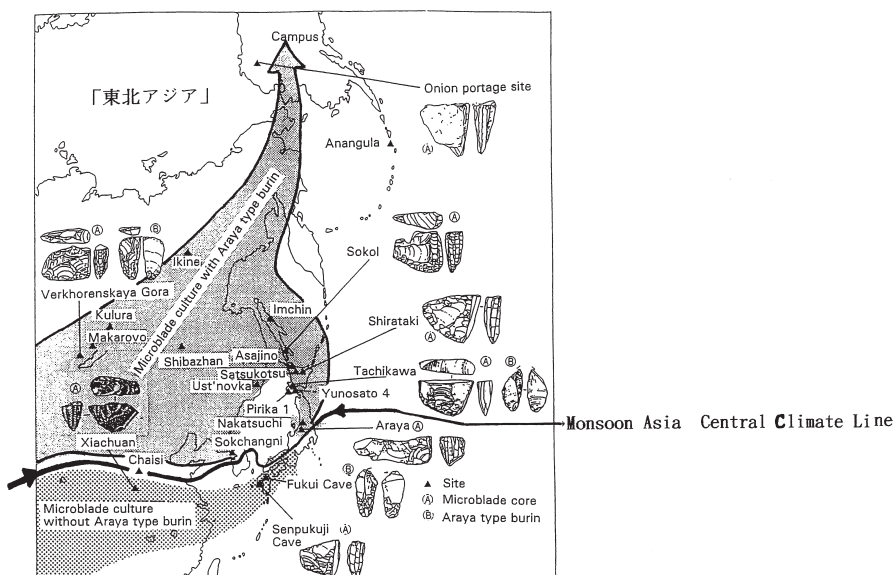 Campus
Onion portage site
「東北アジア」
Anangula
Ⓐ
Microblade culture with Araya type burin
Ⓐ
Ⓑ
Ⓐ
Ikine
Sokol
Verkhorenskaya Gora
Imchin
Kulura
Shirataki
Makarovo
Ⓐ
Shibazhan
Asajino
Satsukotsu
Tachikawa
Ⓐ
Ⓑ
Ust'novka
Yunosato 4
Ⓐ
Pirika 1
Nakatsuchi
Araya Ⓐ
Monsoon Asia Central Climate Line
Xiachuan
Sokchngni
Chalsi
Fukui Cave
Ⓑ
▲ Site
Ⓐ Microblade core
Ⓑ Araya type burin
Microblade culture
without Araya type burin
Senpukuji
Cave
Ⓐ